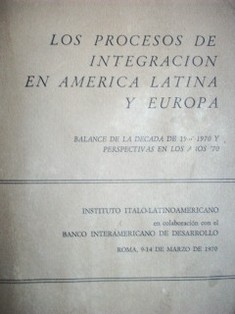 LOS PROCESOS DE
INTEGRACION
EN AMERICA LATINA
Y EUROPA
BALANCE DE LA DECADA DE 1970 Y
PERSPECTIVAS EN LOS '70
INSTITUTO ITALO-LATINOAMERICANO
en colaboración con el
BANCO INTERAMERICANO DE DESARROLLO
ROMA, 9-14 DE MARZO DE 1970